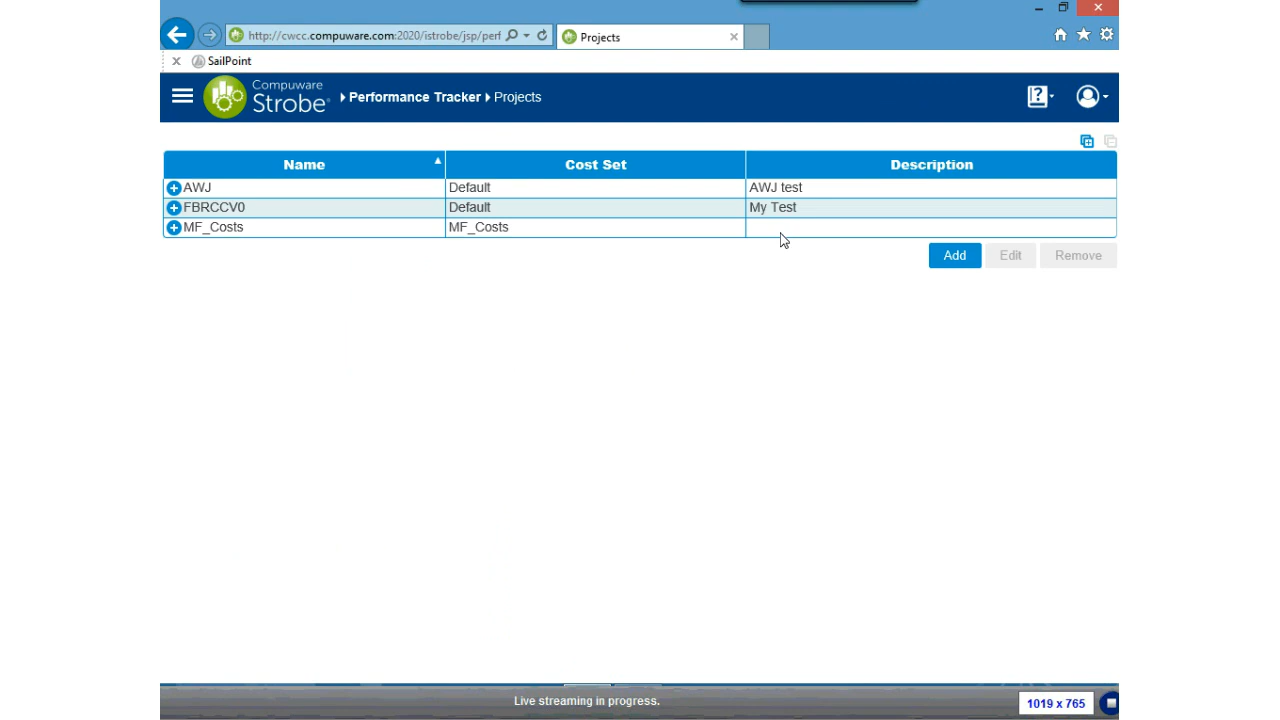 http://cwcc.compuware.com:2020/istrobe/jsp/perf
Projects
SailPoint
Compuware
Strobe
Performance Tracker Projects
Name Cost Set Description
AWJ Default AWJ test
FBRCCV0 Default My Test
MF_Costs MF_Costs
Add Edit Remove
Live streaming in progress.
1019 x 765